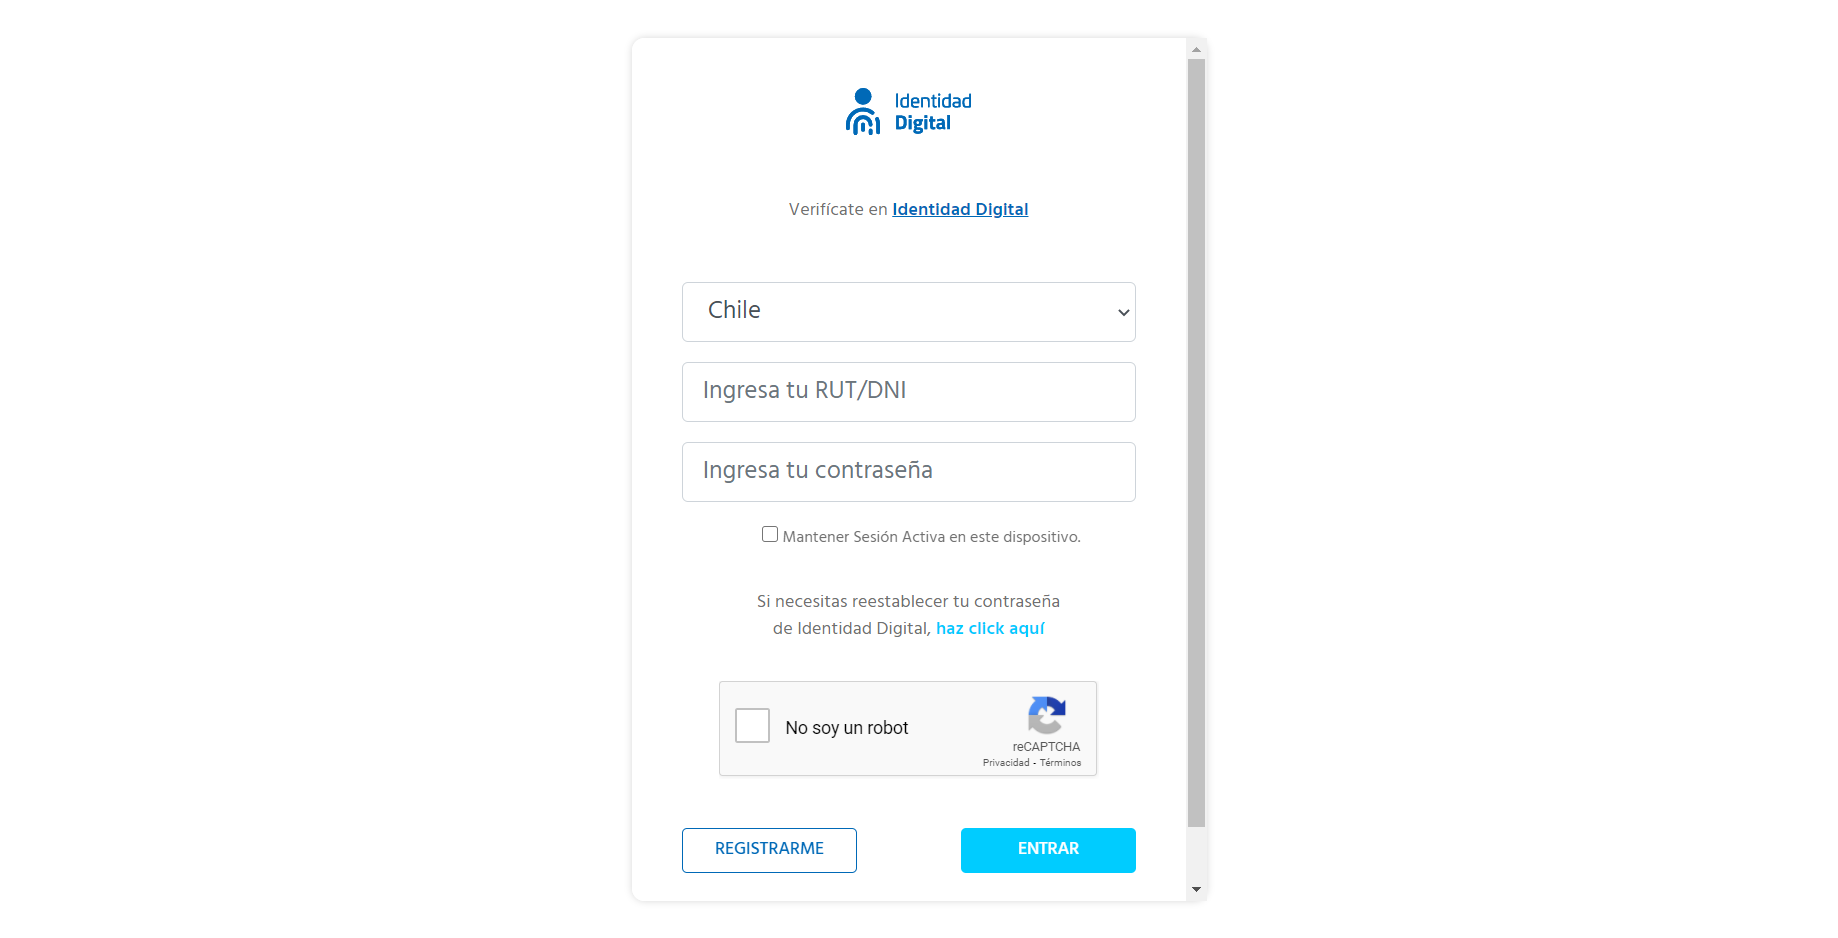 Identidad
Digital
Verifícate en Identidad Digital
Chile
Ingresa tu RUT/DNI
Ingresa tu contraseña
Mantener Sesión Activa en este dispositivo.
Si necesitas reestablecer tu contraseña
de Identidad Digital, haz click aquí
No soy un robot
reCAPTCHA
Privacidad - Términos
REGISTRARME
ENTRAR